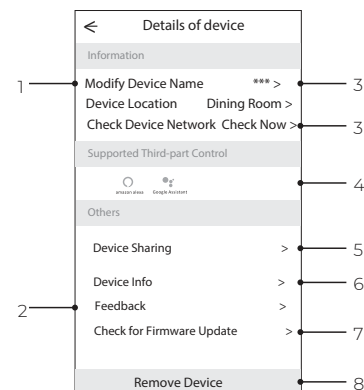 ← Details of device
Information
1 Modify Device Name *** > 3
Device Location Dining Room >
Check Device Network Check Now > 3
Supported Third-part Control
amazon alexa Google Assistant 4
Others
Device Sharing > 5
Device Info > 6
2 Feedback >
Check for Firmware Update > 7
Remove Device 8